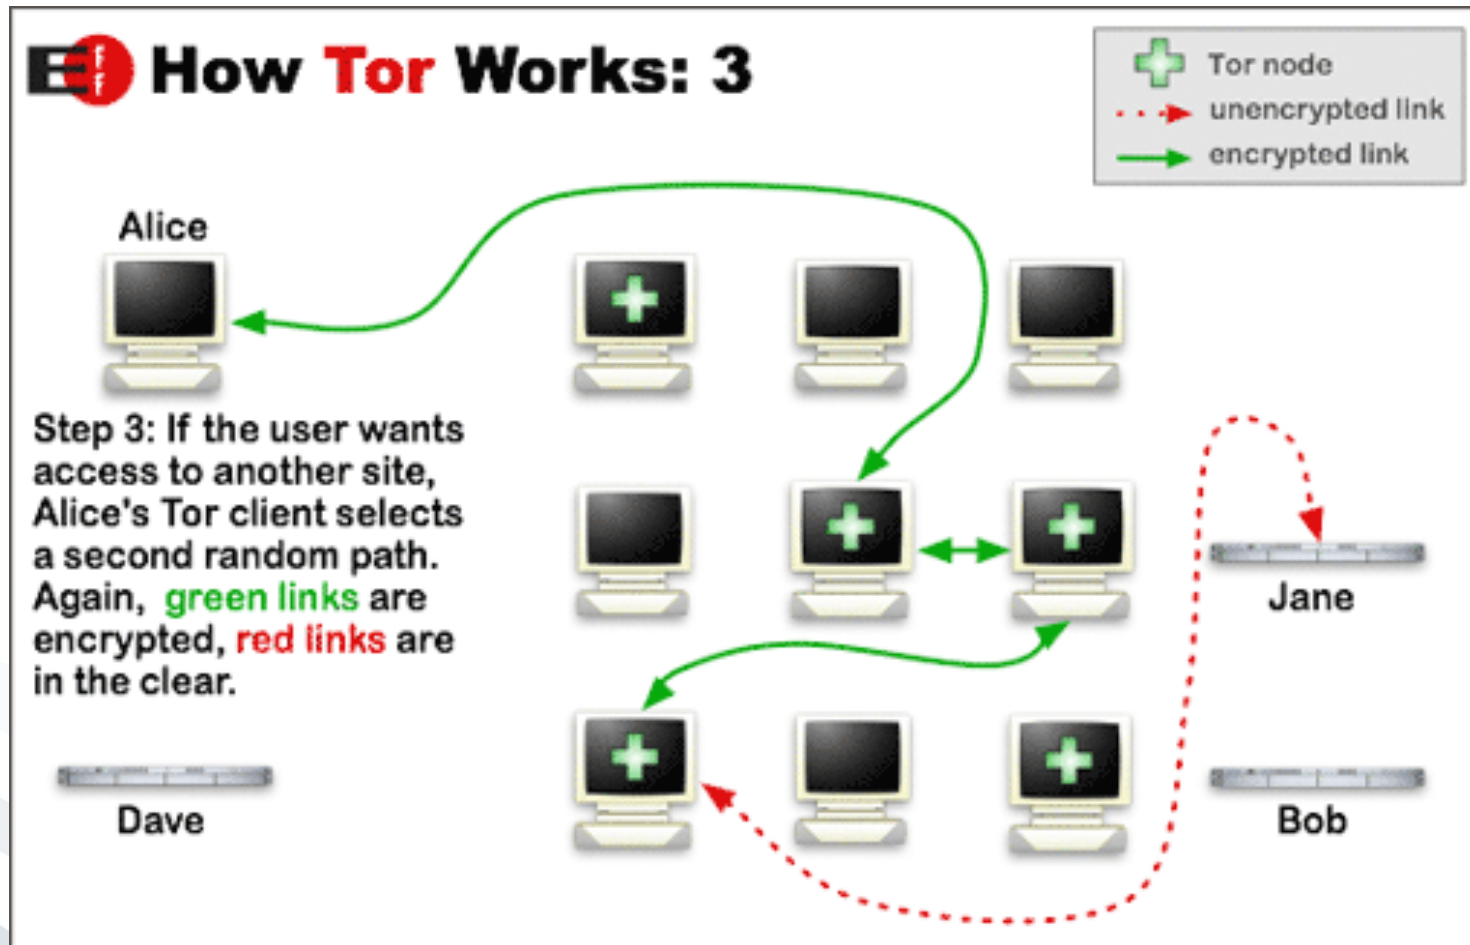 EFF How Tor Works: 3
Tor node
unencrypted link
encrypted link
Alice
Step 3: If the user wants
access to another site,
Alice's Tor client selects
a second random path.
Again, green links are
encrypted, red links are
in the clear.
Jane
Dave
Bob